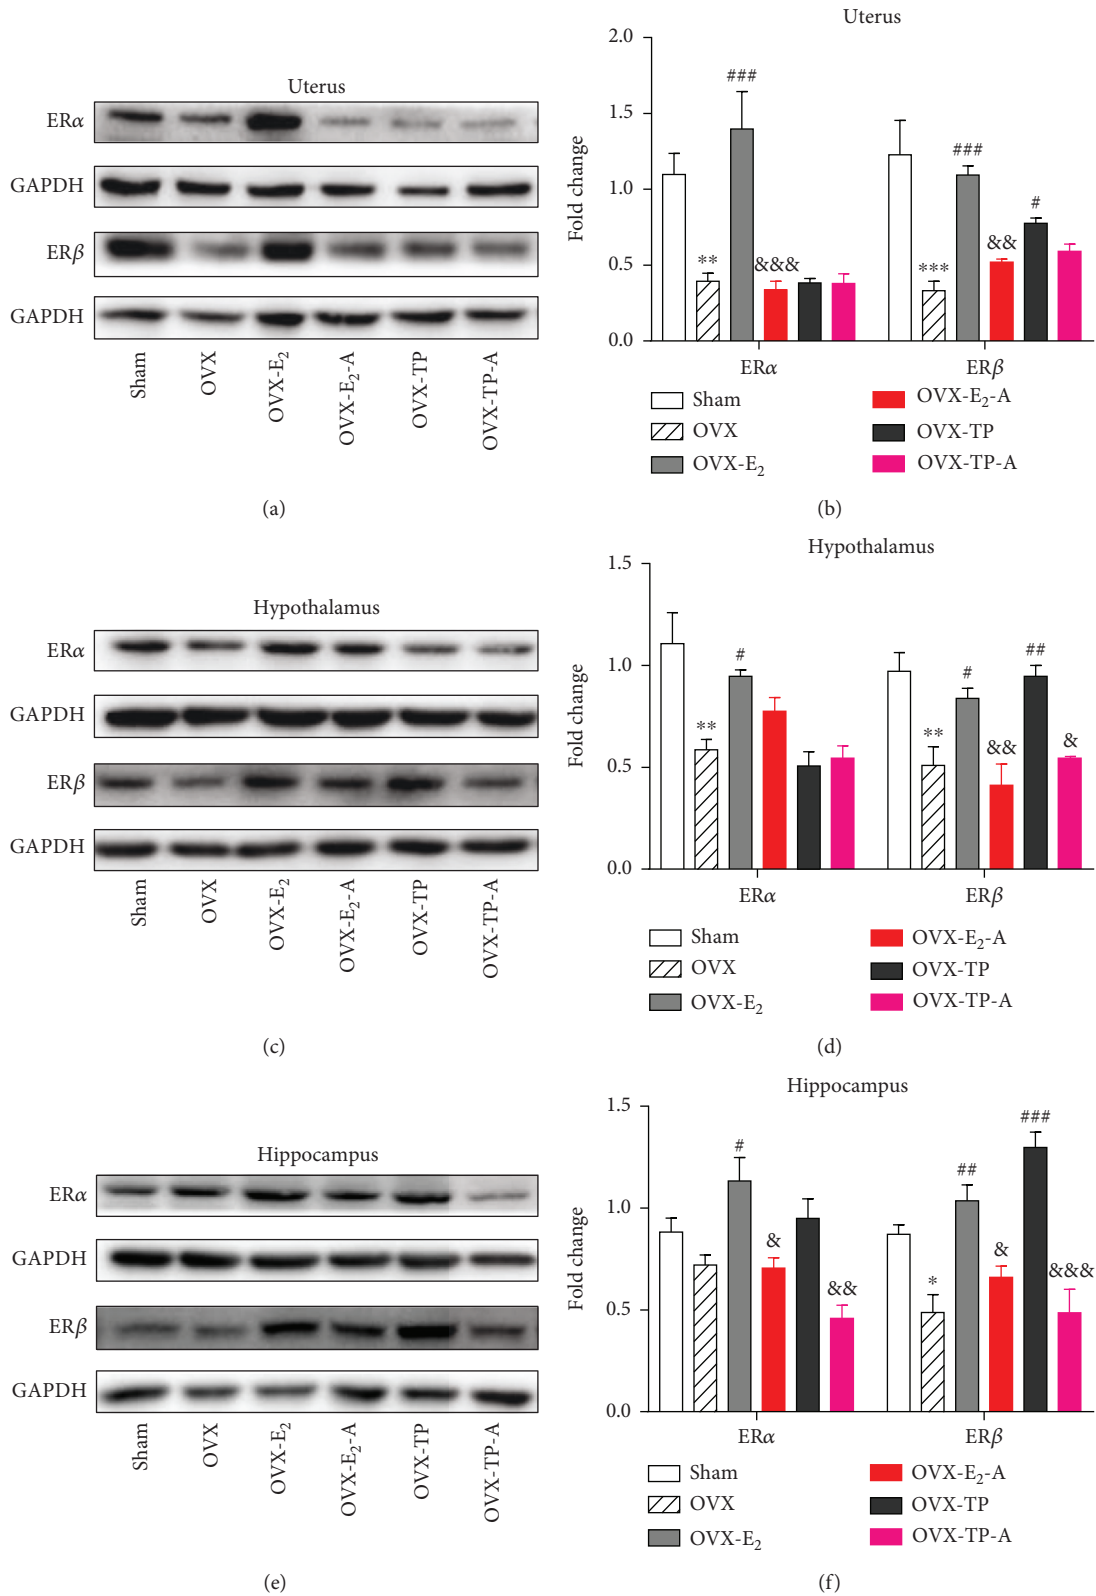 Uterus
ERα
GAPDH
ERβ
GAPDH
Sham
OVX
OVX-E₂
OVX-E₂-A
OVX-TP
OVX-TP-A
(a)
Uterus
Fold change
2.0
1.5
1.0
0.5
0.0
**
###
&&&
***
###
&&
#
ERα
ERβ
Sham
OVX
OVX-E₂
OVX-E₂-A
OVX-TP
OVX-TP-A
(b)
Hypothalamus
ERα
GAPDH
ERβ
GAPDH
Sham
OVX
OVX-E₂
OVX-E₂-A
OVX-TP
OVX-TP-A
(c)
Hypothalamus
Fold change
1.5
1.0
0.5
0.0
**
#
**
#
&&
##
&
ERα
ERβ
Sham
OVX
OVX-E₂
OVX-E₂-A
OVX-TP
OVX-TP-A
(d)
Hippocampus
ERα
GAPDH
ERβ
GAPDH
Sham
OVX
OVX-E₂
OVX-E₂-A
OVX-TP
OVX-TP-A
(e)
Hippocampus
Fold change
1.5
1.0
0.5
0.0
#
&
&&
*
##
&
###
&&&
ERα
ERβ
Sham
OVX
OVX-E₂
OVX-E₂-A
OVX-TP
OVX-TP-A
(f)